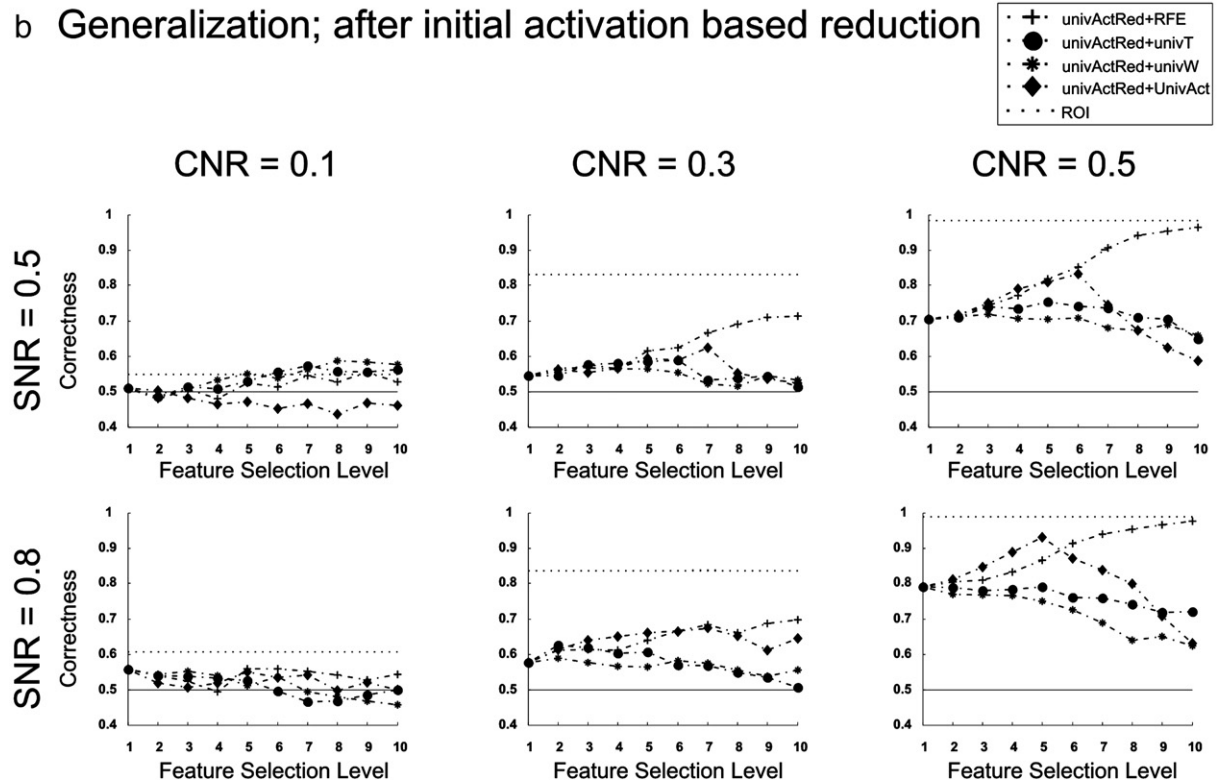 b Generalization; after initial activation based reduction
univActRed+RFE
univActRed+univT
univActRed+univW
univActRed+UnivAct
ROI
CNR = 0.1
CNR = 0.3
CNR = 0.5
SNR = 0.5
Correctness
1
0.9
0.8
0.7
0.6
0.5
0.4
1 2 3 4 5 6 7 8 9 10
Feature Selection Level
1
0.9
0.8
0.7
0.6
0.5
0.4
1 2 3 4 5 6 7 8 9 10
Feature Selection Level
1
0.9
0.8
0.7
0.6
0.5
0.4
1 2 3 4 5 6 7 8 9 10
Feature Selection Level
SNR = 0.8
Correctness
1
0.9
0.8
0.7
0.6
0.5
0.4
1 2 3 4 5 6 7 8 9 10
Feature Selection Level
1
0.9
0.8
0.7
0.6
0.5
0.4
1 2 3 4 5 6 7 8 9 10
Feature Selection Level
1
0.9
0.8
0.7
0.6
0.5
0.4
1 2 3 4 5 6 7 8 9 10
Feature Selection Level